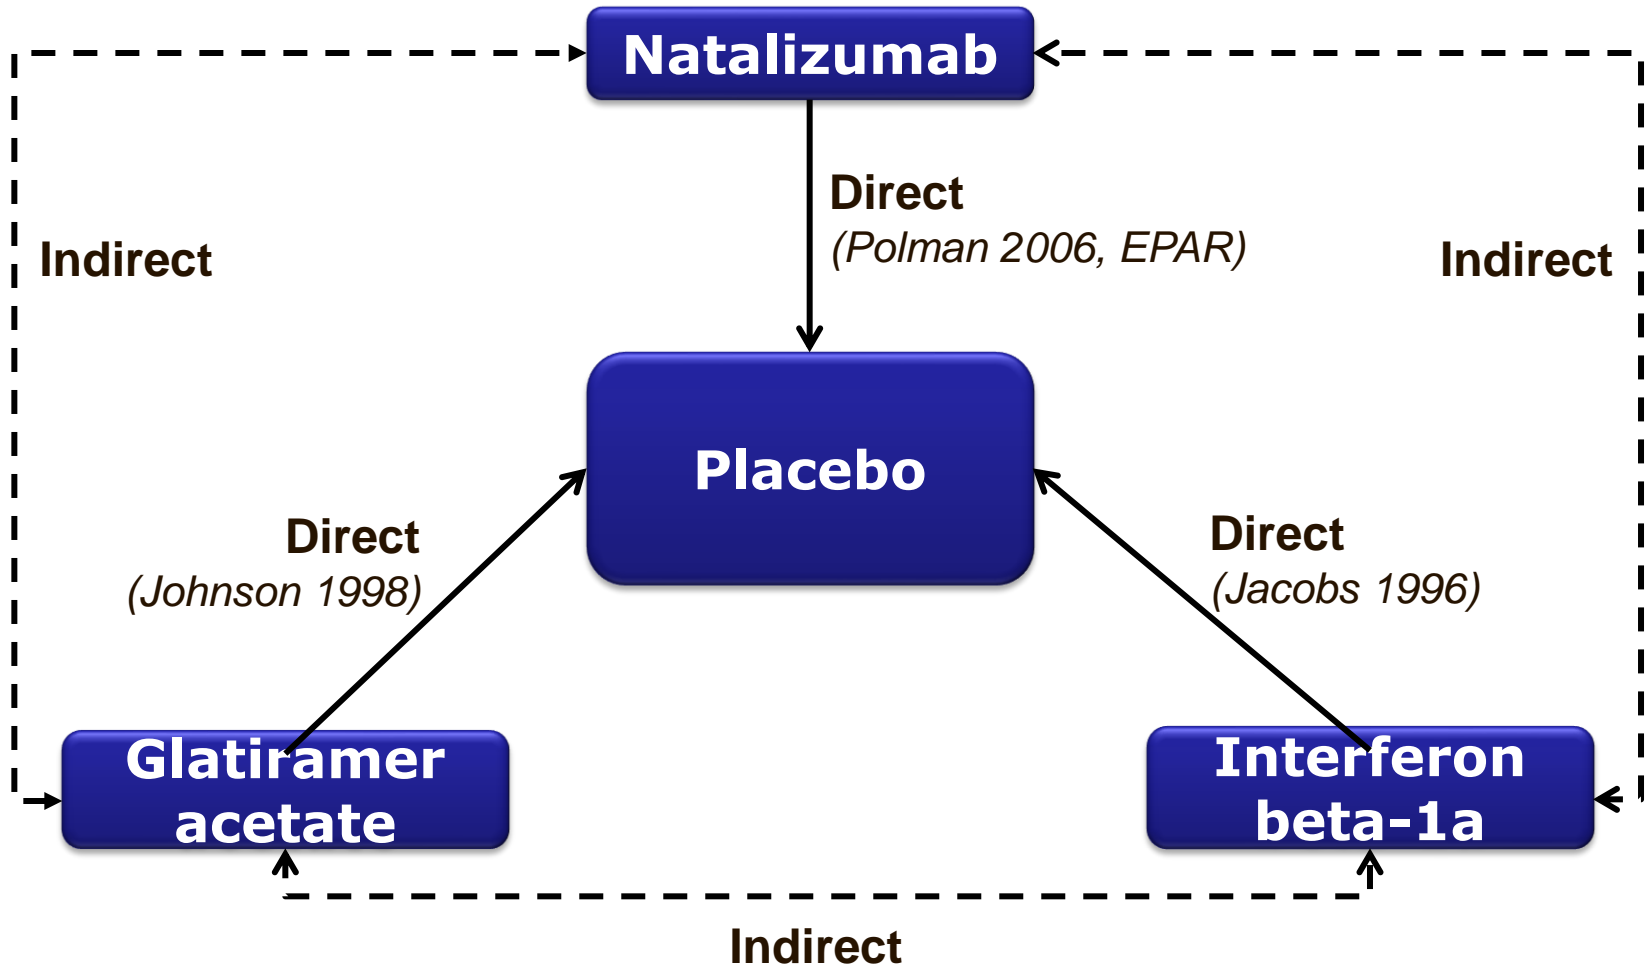 Natalizumab
Direct
(Polman 2006, EPAR)
Indirect
Indirect
Placebo
Direct
(Johnson 1998)
Direct
(Jacobs 1996)
Glatiramer
acetate
Interferon
beta-1a
Indirect